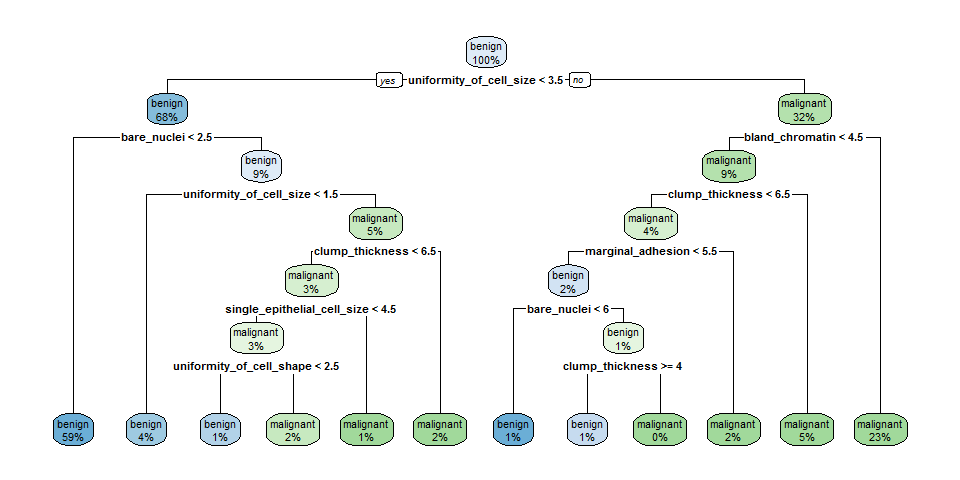 benign
100%
yes uniformity_of_cell_size < 3.5 no
benign
68%
malignant
32%
bare_nuclei < 2.5
bland_chromatin < 4.5
benign
9%
malignant
9%
uniformity_of_cell_size < 1.5
clump_thickness < 6.5
malignant
5%
malignant
4%
clump_thickness < 6.5
marginal_adhesion < 5.5
malignant
3%
benign
2%
single_epithelial_cell_size < 4.5
bare_nuclei < 6
malignant
3%
benign
1%
uniformity_of_cell_shape < 2.5
clump_thickness >= 4
benign
59%
benign
4%
benign
1%
malignant
2%
malignant
1%
malignant
2%
benign
1%
benign
1%
malignant
0%
malignant
2%
malignant
5%
malignant
23%